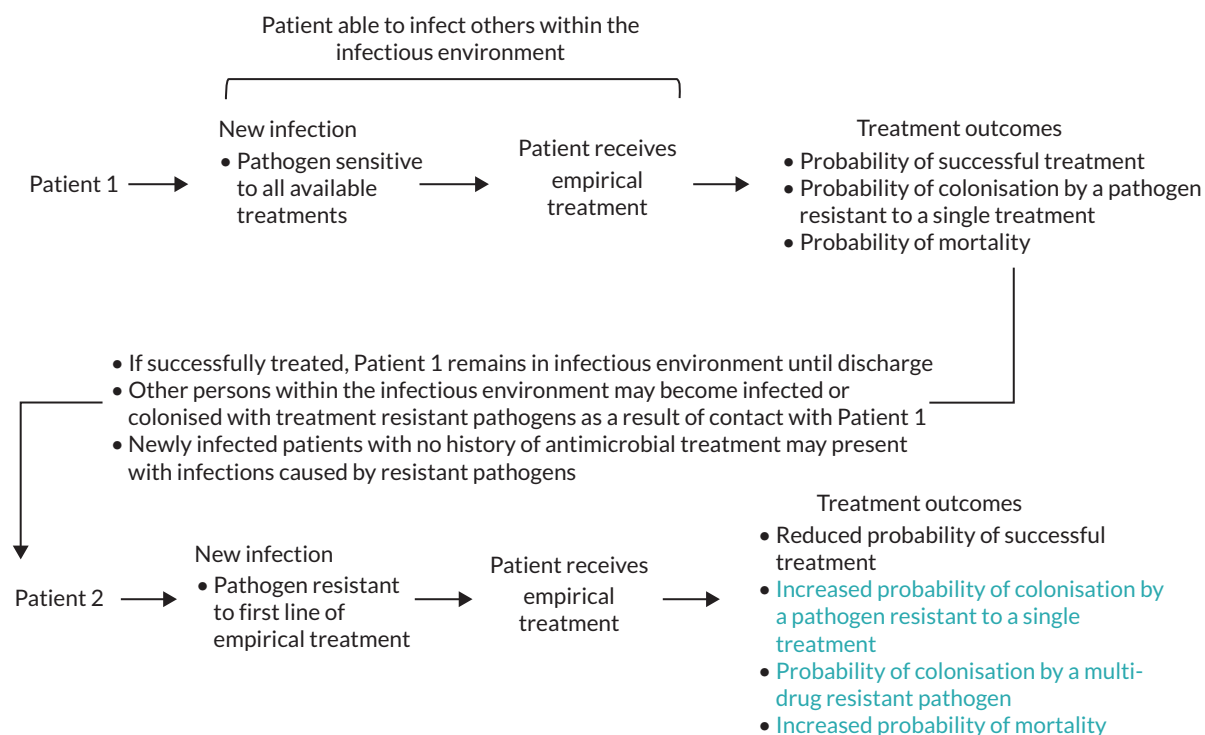 Patient able to infect others within the
infectious environment
Patient 1
New infection
• Pathogen sensitive
to all available
treatments
Patient receives
empirical
treatment
Treatment outcomes
• Probability of successful treatment
• Probability of colonisation by a pathogen
resistant to a single treatment
• Probability of mortality
• If successfully treated, Patient 1 remains in infectious environment until discharge
• Other persons within the infectious environment may become infected or
colonised with treatment resistant pathogens as a result of contact with Patient 1
• Newly infected patients with no history of antimicrobial treatment may present
with infections caused by resistant pathogens
Patient 2
New infection
• Pathogen resistant
to first line of
empirical treatment
Patient receives
empirical
treatment
Treatment outcomes
• Reduced probability of successful
treatment
• Increased probability of colonisation by
a pathogen resistant to a single
treatment
• Probability of colonisation by a multi-
drug resistant pathogen
• Increased probability of mortality